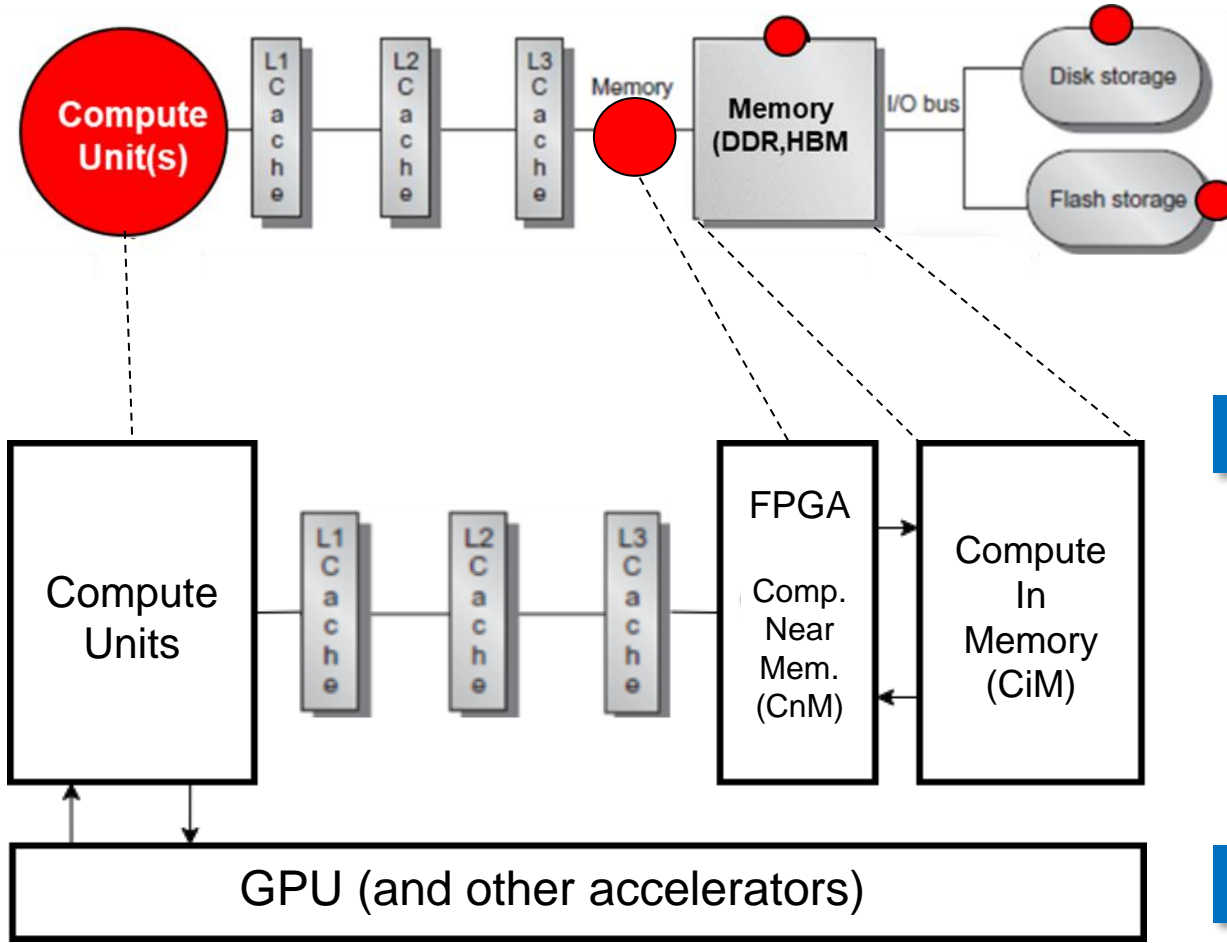 Compute
Unit(s)
L1
C
a
c
h
e
L2
C
a
c
h
e
L3
C
a
c
h
e
Memory
Memory
(DDR,HBM
I/O bus
Disk storage
Flash storage
Compute
Units
L1
C
a
c
h
e
L2
C
a
c
h
e
L3
C
a
c
h
e
FPGA
Comp.
Near
Mem.
(CnM)
Compute
In
Memory
(CiM)
GPU (and other accelerators)